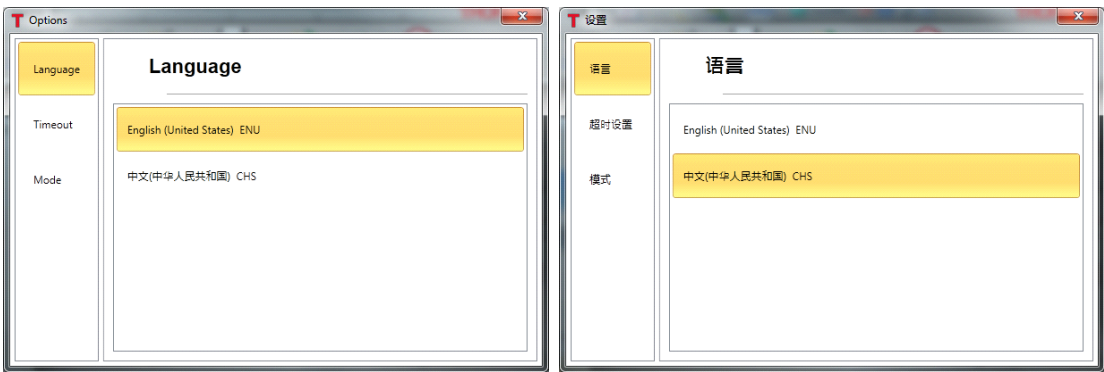 T Options
Language
Timeout
Mode
Language
English (United States) ENU
中文(中华人民共和国) CHS
T 设置
语言
超时设置
模式
语言
English (United States) ENU
中文(中华人民共和国) CHS